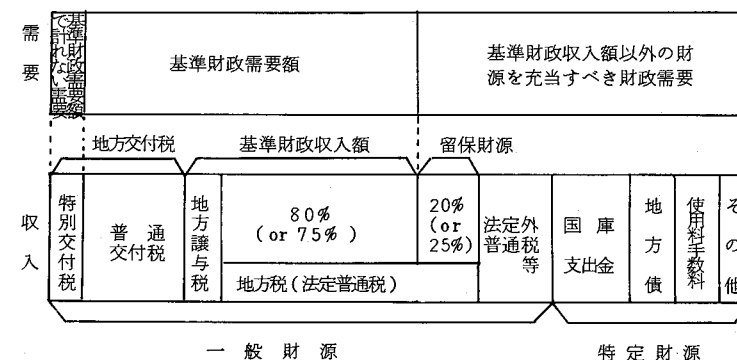 需要
基準財政需要額
で計れない需要
基準財政需要額
基準財政収入額以外の財
源を充当すべき財政需要
地方交付税
基準財政収入額
留保財源
収入
特別交付税
普通
交付税
地方譲与税
80%
(or 75%)
20%
(or
25%)
地方税(法定普通税)
法定外
普通税
等
国庫
支出金
地方債
使用料手数料
その他
一般財源
特定財源